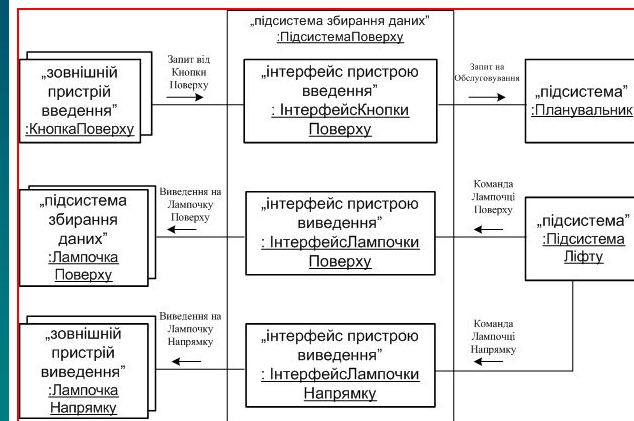 „підсистема збирання даних”
:ПідсистемаПоверху
„зовнішній
пристрій
введення”
:КнопкаПоверху
Запит від
Кнопки
Поверху
„інтерфейс пристрою
введення”
: ІнтерфейсКнопки
Поверху
Запит на
Обслуговування
„підсистема”
:Планувальник
„підсистема
збирання
даних”
:Лампочка
Поверху
Виведення на
Лампочку
Поверху
„інтерфейс пристрою
виведення”
: ІнтерфейсЛампочки
Поверху
Команда
Лампочці
Поверху
„підсистема”
:Підсистема
Ліфту
„зовнішній
пристрій
виведення”
:Лампочка
Напрямку
Виведення на
Лампочку
Напрямку
„інтерфейс пристрою
виведення”
: ІнтерфейсЛампочки
Напрямку
Команда
Лампочці
Напрямку